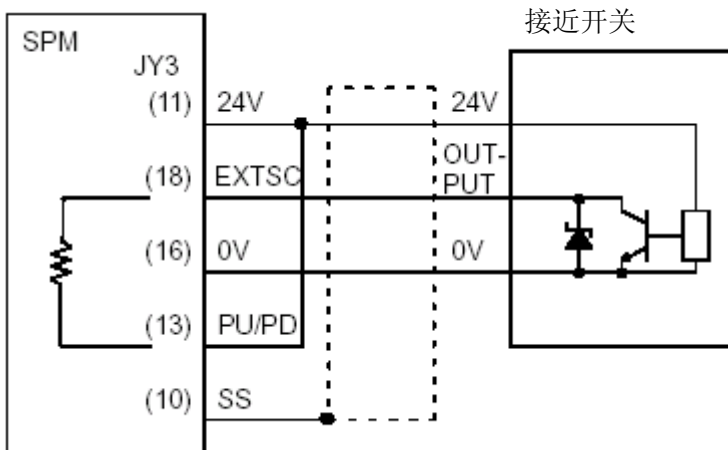 接近开关
SPM
JY3
(11) 24V 24V
(18) EXTSC OUT-
PUT
(16) 0V 0V
(13) PU/PD
(10) SS